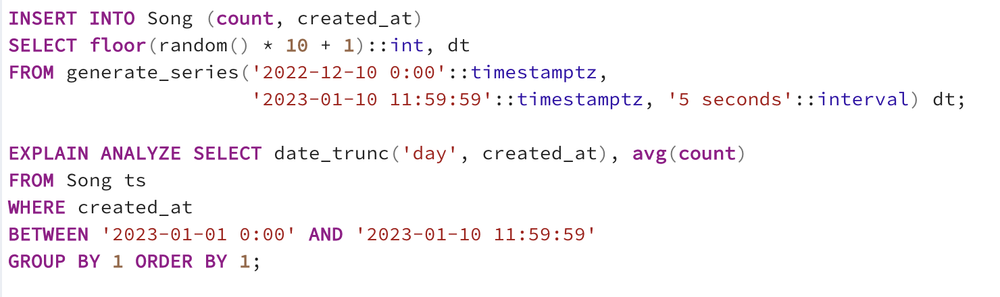 INSERT INTO Song (count, created_at)
SELECT floor(random() * 10 + 1)::int, dt
FROM generate_series('2022-12-10 0:00'::timestamptz,
'2023-01-10 11:59:59'::timestamptz, '5 seconds'::interval) dt;
EXPLAIN ANALYZE SELECT date_trunc('day', created_at), avg(count)
FROM Song ts
WHERE created_at
BETWEEN '2023-01-01 0:00' AND '2023-01-10 11:59:59'
GROUP BY 1 ORDER BY 1;